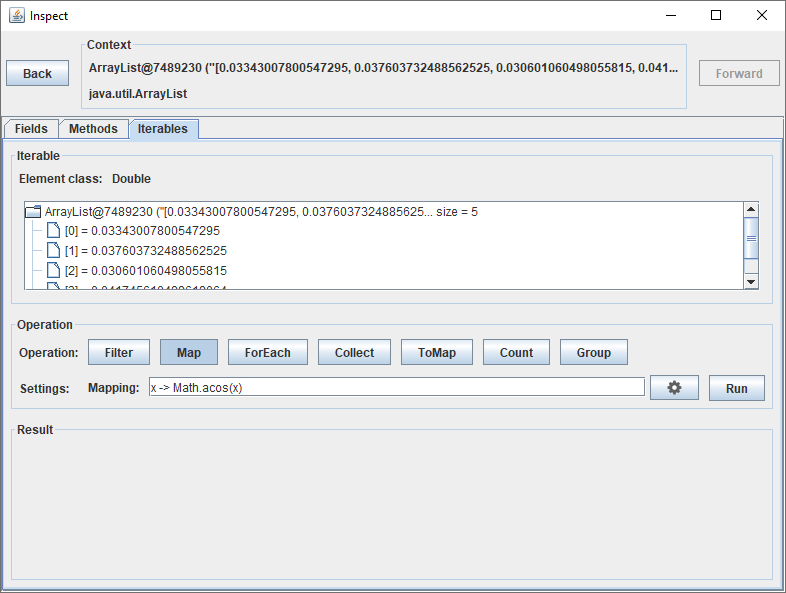 Inspect
Context
Back
ArrayList@7489230 ("[0.03343007800547295, 0.037603732488562525, 0.030601060498055815, 0.041...
Forward
java.util.ArrayList
Fields
Methods
Iterables
Iterable
Element class: Double
ArrayList@7489230 ("[0.03343007800547295, 0.0376037324885625... size = 5
[0] = 0.03343007800547295
[1] = 0.037603732488562525
[2] = 0.030601060498055815
Operation
Operation: Filter Map ForEach Collect ToMap Count Group
Settings: Mapping: x -> Math.acos(x) Run
Result